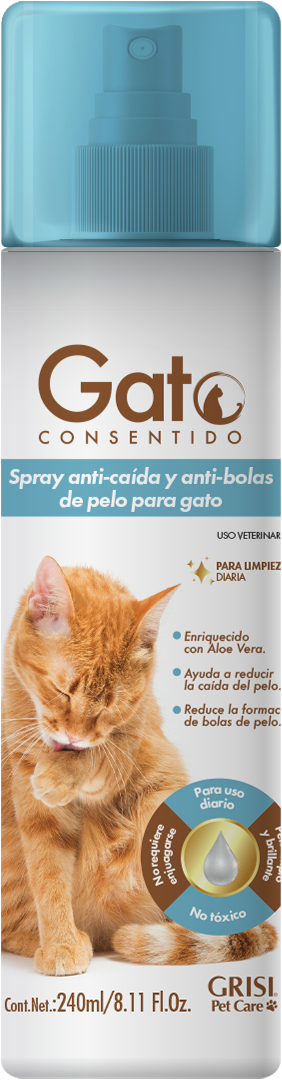 Gato
CONSENTIDO
Spray anti-caída y anti-bolas
de pelo para gato
USO VETERINAR
PARA LIMPIEZ
DIARIA
Enriquecido
con Aloe Vera.
Ayuda a reducir
la caída del pelo.
Reduce la formac
de bolas de pelo.
Para uso
diario
No requiere
enjuagarse
y brillante
No tóxico
Cont.Net.:240ml/8.11 Fl.Oz.
GRISI
Pet Care